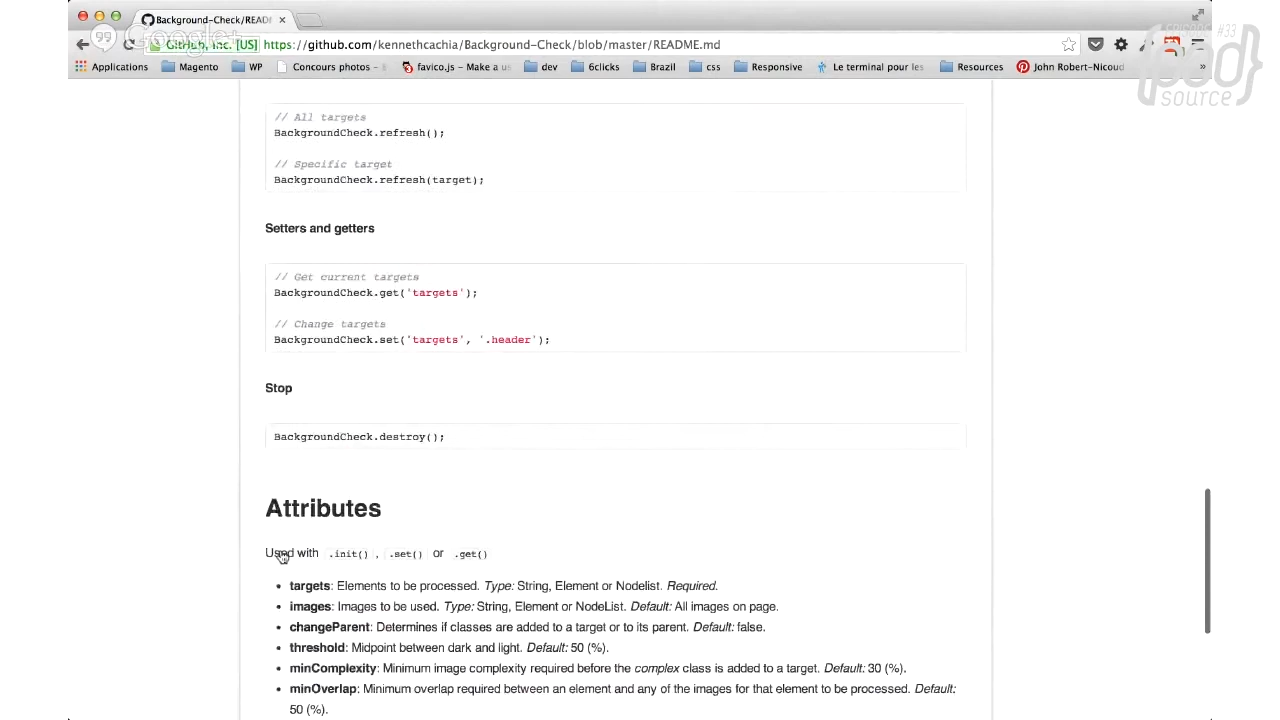 Background-Check/READI
Google+
GitHub, Inc. [US] https://github.com/kennethcachia/Background-Check/blob/master/README.md
EPISODE #33
{pod
source}
Applications Magento WP Concours photos – favico.js – Make a us dev 6clicks Brazil css Responsive Le terminal pour les Resources John Robert-Nicoud »
// All targets
BackgroundCheck.refresh();
// Specific target
BackgroundCheck.refresh(target);
Setters and getters
// Get current targets
BackgroundCheck.get('targets');
// Change targets
BackgroundCheck.set('targets', '.header');
Stop
BackgroundCheck.destroy();
Attributes
Used with .init() , .set() or .get()
• targets: Elements to be processed. Type: String, Element or Nodelist. Required.
• images: Images to be used. Type: String, Element or NodeList. Default: All images on page.
• changeParent: Determines if classes are added to a target or to its parent. Default: false.
• threshold: Midpoint between dark and light. Default: 50 (%).
• minComplexity: Minimum image complexity required before the complex class is added to a target. Default: 30 (%).
• minOverlap: Minimum overlap required between an element and any of the images for that element to be processed. Default:
50 (%).